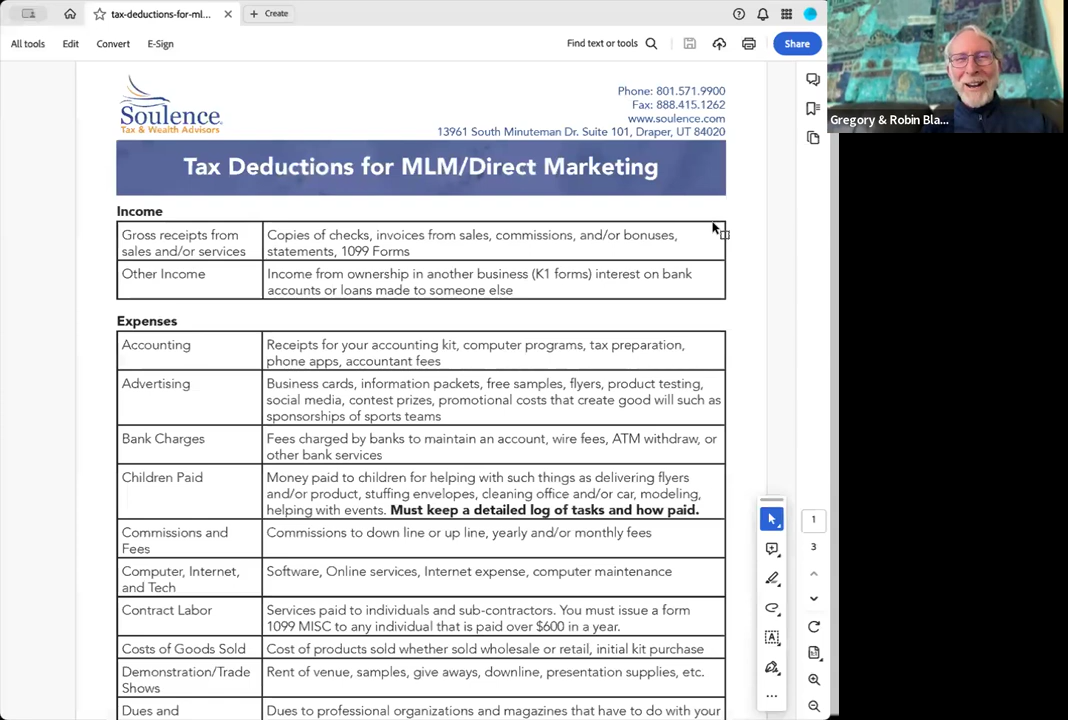 tax-deductions-for-ml...
Create
All tools
Edit
Convert
E-Sign
Find text or tools
Share
Gregory & Robin Bla...
Soulence
Tax & Wealth Advisors
Phone: 801.571.9900
Fax: 888.415.1262
www.soulence.com
13961 South Minuteman Dr. Suite 101, Draper, UT 84020
Tax Deductions for MLM/Direct Marketing
Income
Gross receipts from
sales and/or services
Copies of checks, invoices from sales, commissions, and/or bonuses,
statements, 1099 Forms
Other Income
Income from ownership in another business (K1 forms) interest on bank
accounts or loans made to someone else
Expenses
Accounting
Receipts for your accounting kit, computer programs, tax preparation,
phone apps, accountant fees
Advertising
Business cards, information packets, free samples, flyers, product testing,
social media, contest prizes, promotional costs that create good will such as
sponsorships of sports teams
Bank Charges
Fees charged by banks to maintain an account, wire fees, ATM withdraw, or
other bank services
Children Paid
Money paid to children for helping with such things as delivering flyers
and/or product, stuffing envelopes, cleaning office and/or car, modeling,
helping with events. Must keep a detailed log of tasks and how paid.
Commissions and
Fees
Commissions to down line or up line, yearly and/or monthly fees
Computer, Internet,
and Tech
Software, Online services, Internet expense, computer maintenance
Contract Labor
Services paid to individuals and sub-contractors. You must issue a form
1099 MISC to any individual that is paid over $600 in a year.
Costs of Goods Sold
Cost of products sold whether sold wholesale or retail, initial kit purchase
Demonstration/Trade
Shows
Rent of venue, samples, give aways, downline, presentation supplies, etc.
Dues and
Dues to professional organizations and magazines that have to do with your
1
3